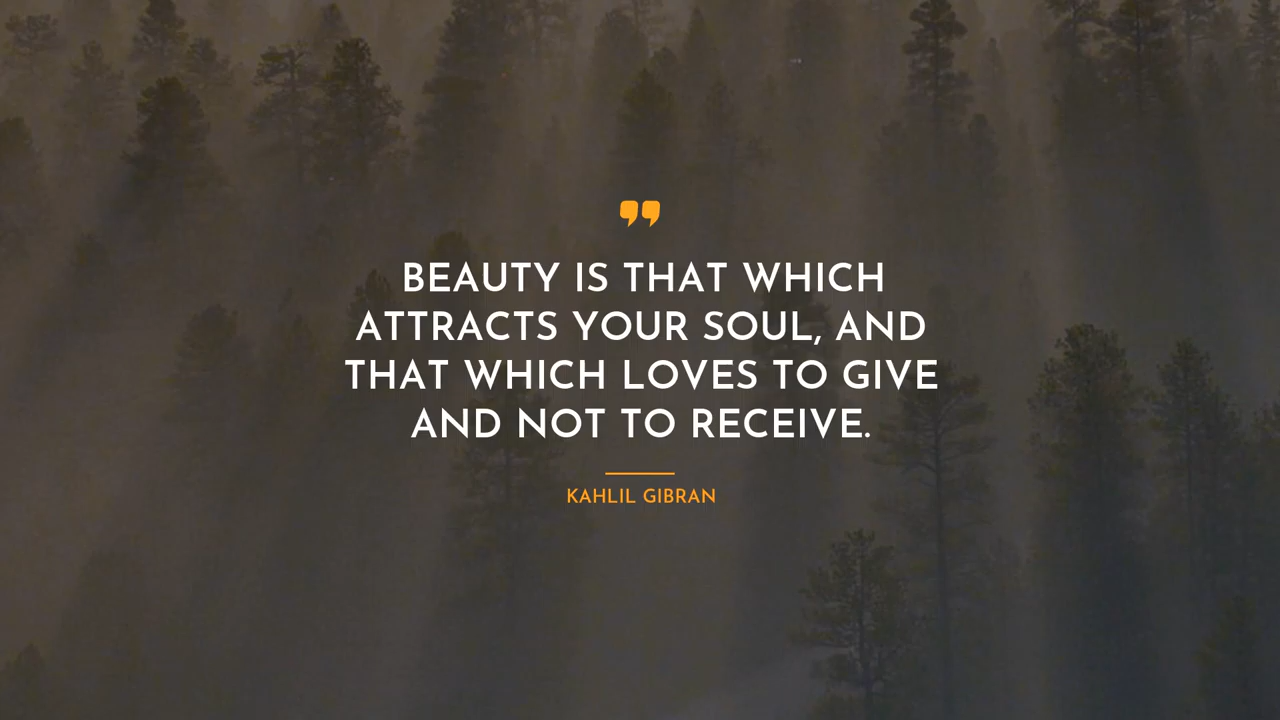 ❞
BEAUTY IS THAT WHICH
ATTRACTS YOUR SOUL, AND
THAT WHICH LOVES TO GIVE
AND NOT TO RECEIVE.
KAHLIL GIBRAN